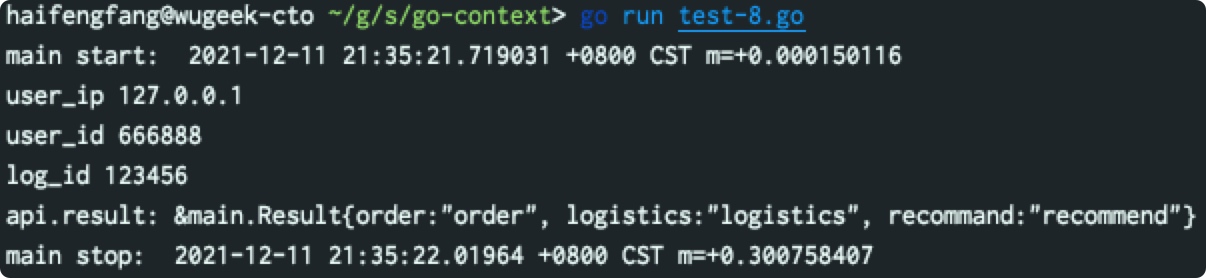 haifengfang@wugeek-cto ~/g/s/go-context> go run test-8.go
main start:  2021-12-11 21:35:21.719031 +0800 CST m=+0.000150116
user_ip 127.0.0.1
user_id 666888
log_id 123456
api.result: &main.Result{order:"order", logistics:"logistics", recommand:"recommend"}
main stop:  2021-12-11 21:35:22.01964 +0800 CST m=+0.300758407